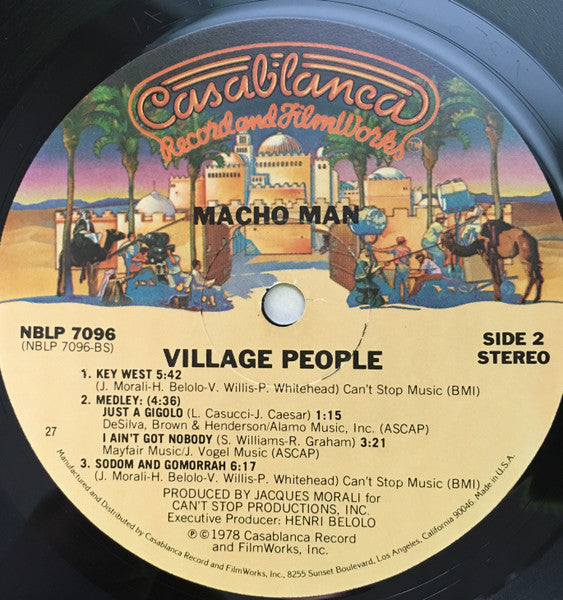 Casablanca
Record and FilmWorks
MACHO MAN
NBLP 7096
(NBLP 7096-BS)
SIDE 2
STEREO
VILLAGE PEOPLE
1. KEY WEST 5:42
(J. Morali-H. Belolo-V. Willis-P. Whitehead) Can't Stop Music (BMI)
2. MEDLEY: (4:36)
JUST A GIGOLO (L. Casucci-J. Caesar) 1:15
DeSilva, Brown & Henderson/Alamo Music, Inc. (ASCAP)
I AIN'T GOT NOBODY (S. Williams-R. Graham) 3:21
Mayfair Music/J. Vogel Music (ASCAP)
27
3. SODOM AND GOMORRAH 6:17
(J. Morali-H. Belolo-V. Willis-P. Whitehead) Can't Stop Music (BMI)
PRODUCED BY JACQUES MORALI for
CAN'T STOP PRODUCTIONS, INC.
Executive Producer: HENRI BELOLO
℗©1978 Casablanca Record
and FilmWorks, Inc.
Manufactured and Distributed by Casablanca Record and FilmWorks, Inc., 8255 Sunset Boulevard, Los Angeles, California 90046, Made in U.S.A.